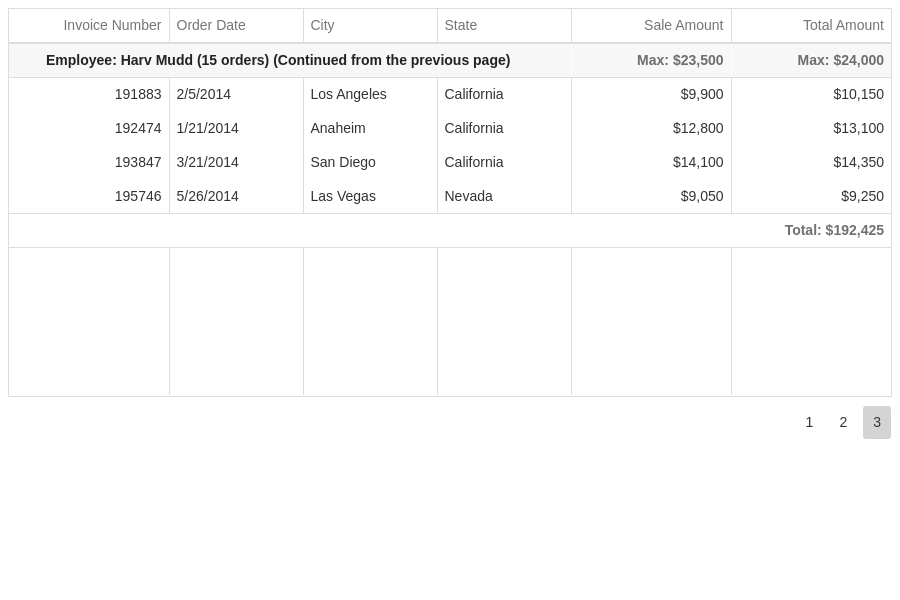 Invoice Number Order Date City State Sale Amount Total Amount
Employee: Harv Mudd (15 orders) (Continued from the previous page) Max: $23,500 Max: $24,000
191883 2/5/2014 Los Angeles California $9,900 $10,150
192474 1/21/2014 Anaheim California $12,800 $13,100
193847 3/21/2014 San Diego California $14,100 $14,350
195746 5/26/2014 Las Vegas Nevada $9,050 $9,250
Total: $192,425
1 2 3